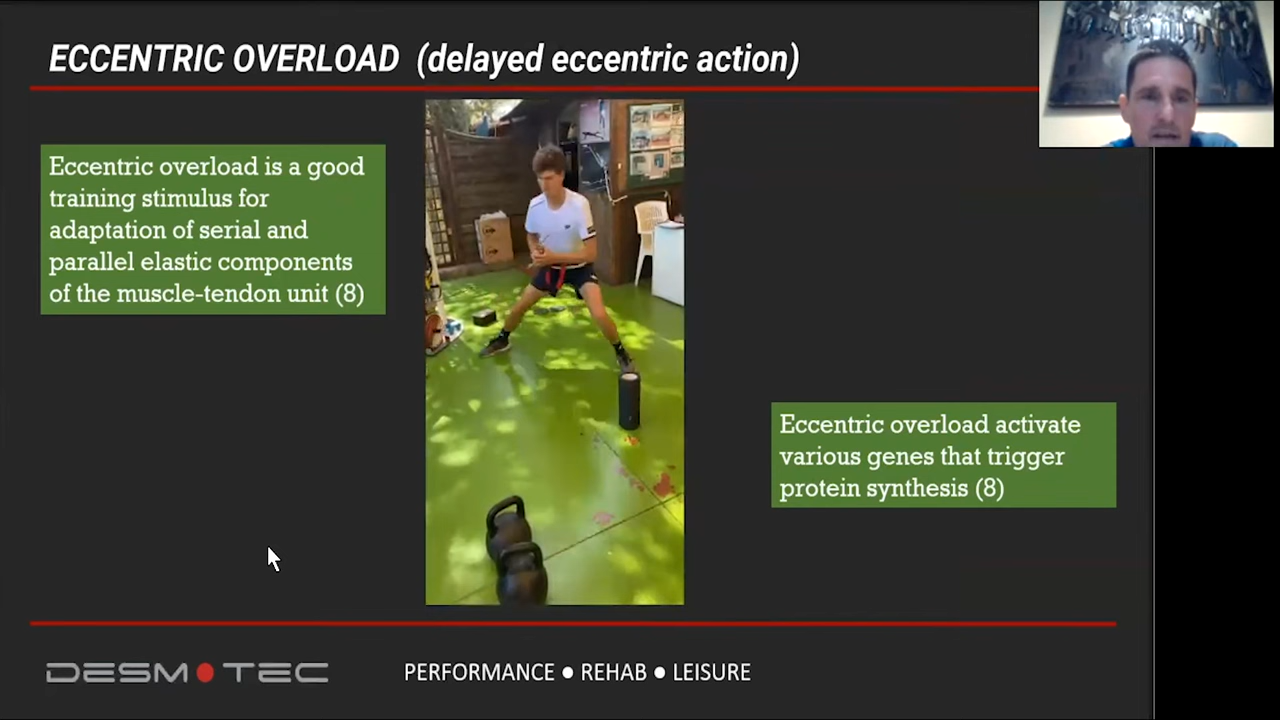 ECCENTRIC OVERLOAD (delayed eccentric action)
Eccentric overload is a good
training stimulus for
adaptation of serial and
parallel elastic components
of the muscle-tendon unit (8)
Eccentric overload activate
various genes that trigger
protein synthesis (8)
DESMOTEC
PERFORMANCE ● REHAB ● LEISURE